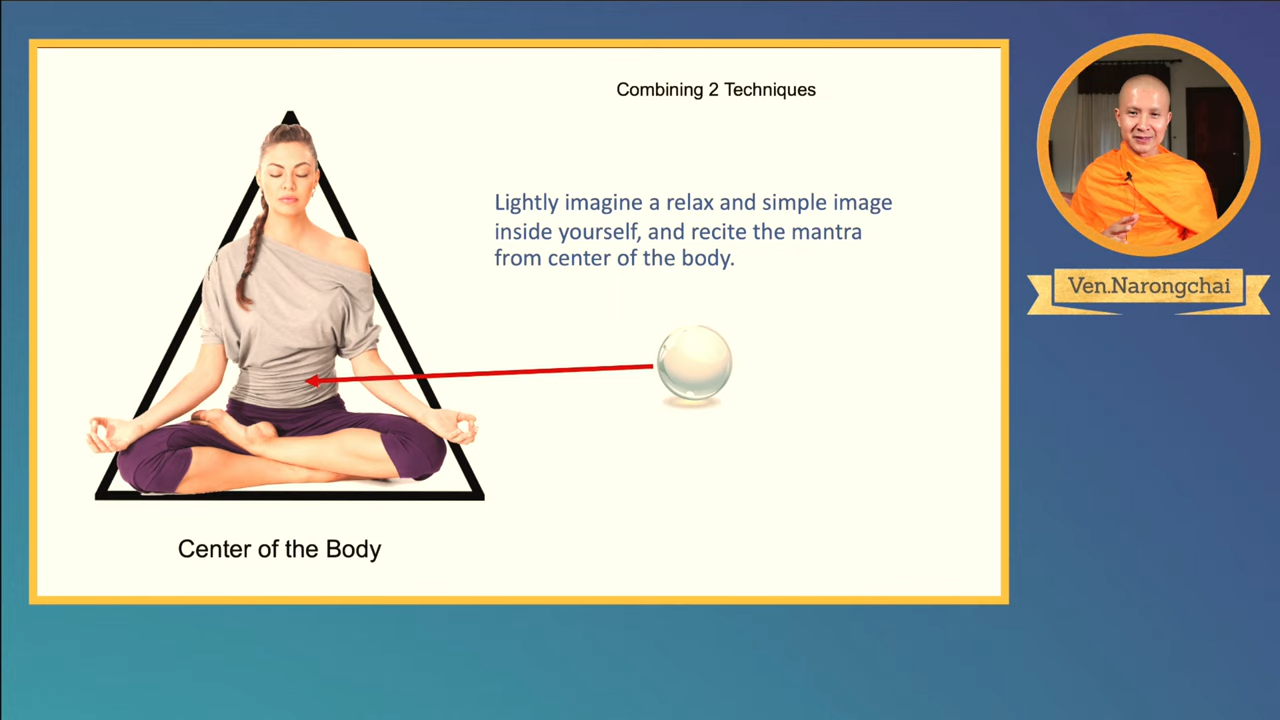 Combining 2 Techniques
Lightly imagine a relax and simple image
inside yourself, and recite the mantra
from center of the body.
Center of the Body
Ven.Narongchai